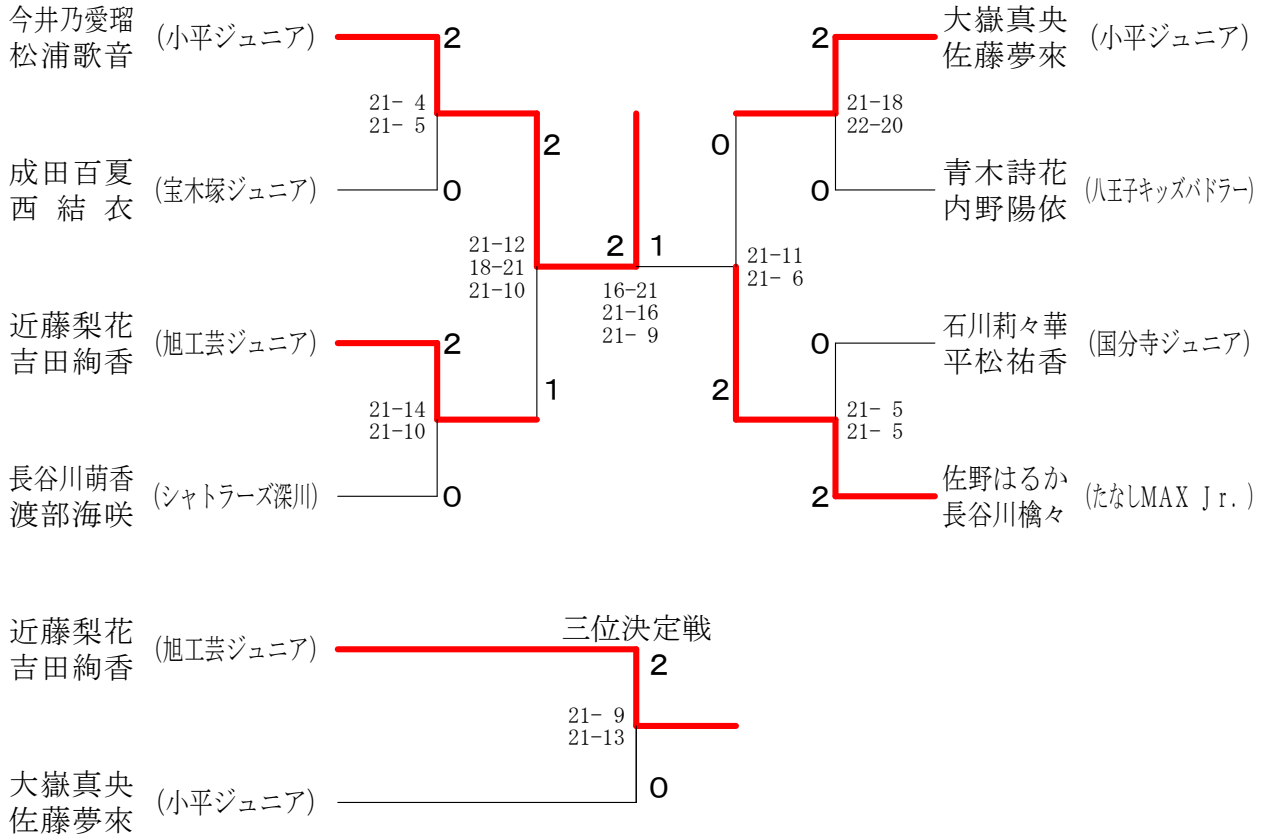 今井乃愛瑠
松浦歌音
(小平ジュニア)
2
21- 4
21- 5
成田百夏
西 結 衣
(宝木塚ジュニア)
0
2
21-12
18-21
21-10
近藤梨花
吉田絢香
(旭工芸ジュニア)
2
21-14
21-10
1
長谷川萌香
渡部海咲
(シャトラーズ深川)
0
2 1
16-21
21-16
21- 9
2
大嶽真央
佐藤夢來
(小平ジュニア)
21-18
22-20
0
0
青木詩花
内野陽依
(八王子キッズバドラー)
21-11
21- 6
0
石川莉々華
平松祐香
(国分寺ジュニア)
2
21- 5
21- 5
2
佐野はるか
長谷川檎々
(たなしMAX Jr.)
三位決定戦
近藤梨花
吉田絢香
(旭工芸ジュニア)
2
21- 9
21-13
大嶽真央
佐藤夢來
(小平ジュニア)
0